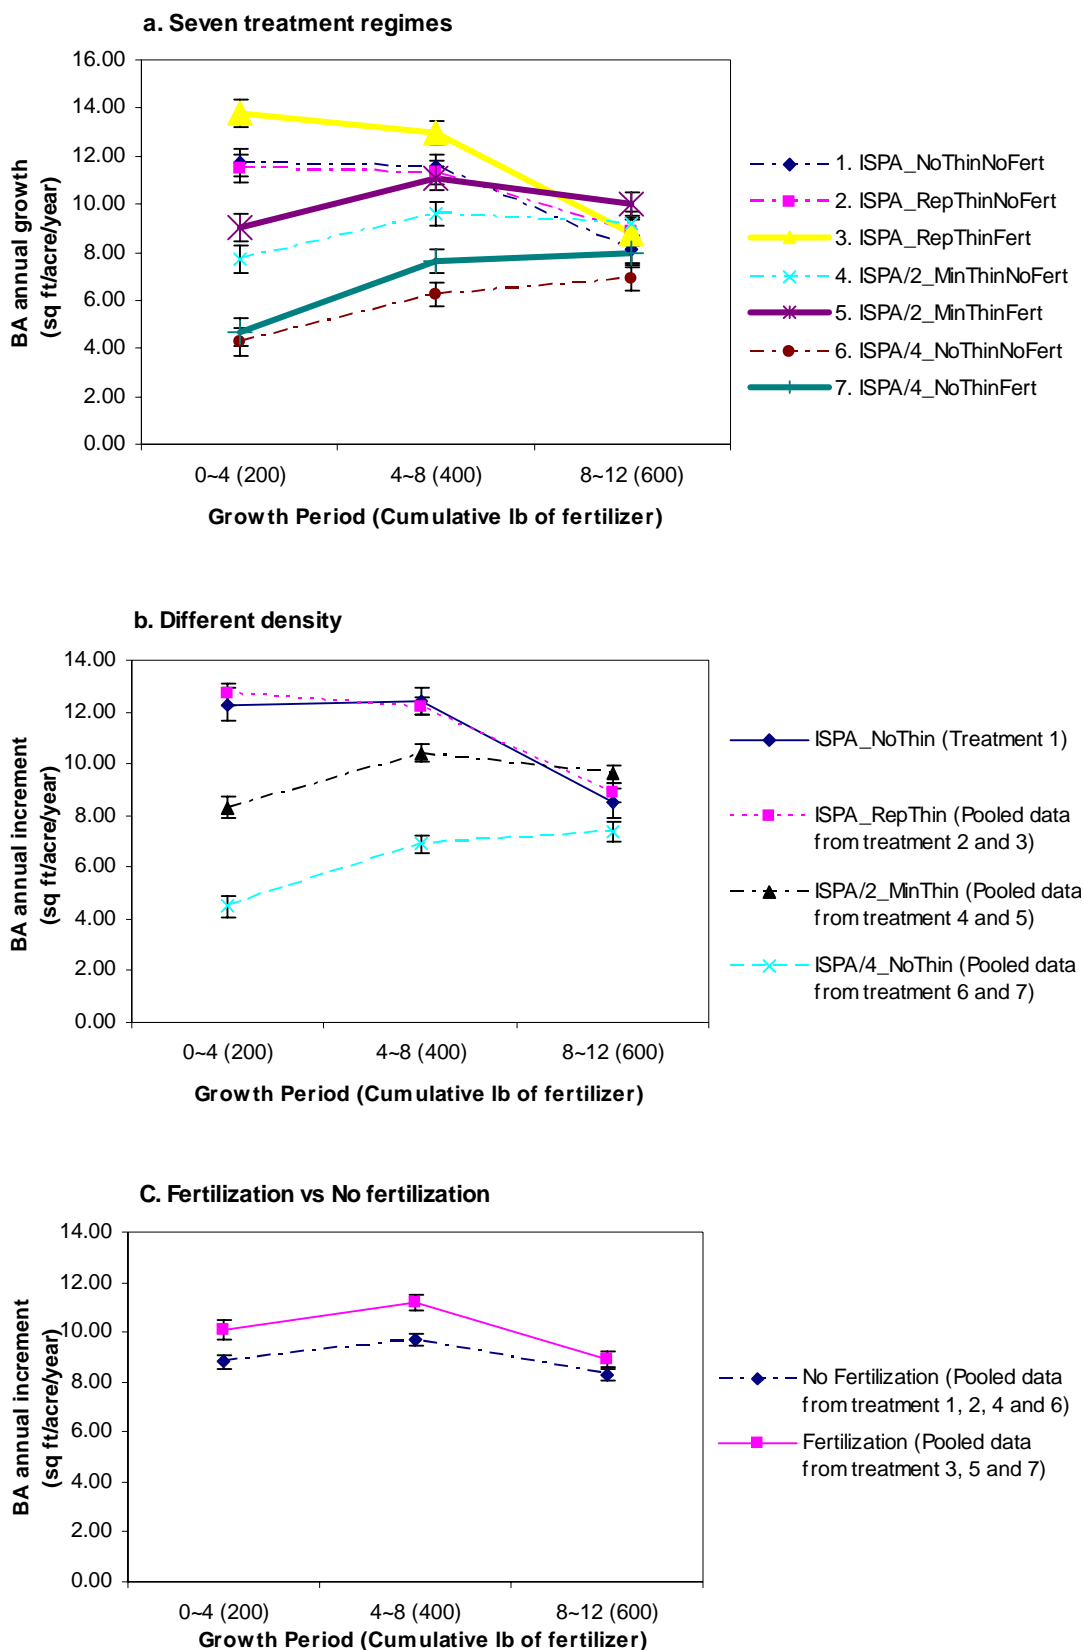 a. Seven treatment regimes
16.00
14.00
12.00
10.00
8.00
6.00
4.00
2.00
0.00
BA annual growth
(sq ft/acre/year)
0~4 (200)
4~8 (400)
8~12 (600)
Growth Period (Cumulative lb of fertilizer)
1. ISPA_NoThinNoFert
2. ISPA_RepThinNoFert
3. ISPA_RepThinFert
4. ISPA/2_MinThinNoFert
5. ISPA/2_MinThinFert
6. ISPA/4_NoThinNoFert
7. ISPA/4_NoThinFert
b. Different density
14.00
12.00
10.00
8.00
6.00
4.00
2.00
0.00
BA annual increment
(sq ft/acre/year)
0~4 (200)
4~8 (400)
8~12 (600)
Growth Period (Cumulative lb of fertilizer)
ISPA_NoThin (Treatment 1)
ISPA_RepThin (Pooled data
from treatment 2 and 3)
ISPA/2_MinThin (Pooled data
from treatment 4 and 5)
ISPA/4_NoThin (Pooled data
from treatment 6 and 7)
C. Fertilization vs No fertilization
14.00
12.00
10.00
8.00
6.00
4.00
2.00
0.00
BA annual increment
(sq ft/acre/year)
0~4 (200)
4~8 (400)
8~12 (600)
Growth Period (Cumulative lb of fertilizer)
No Fertilization (Pooled data
from treatment 1, 2, 4 and 6)
Fertilization (Pooled data
from treatment 3, 5 and 7)